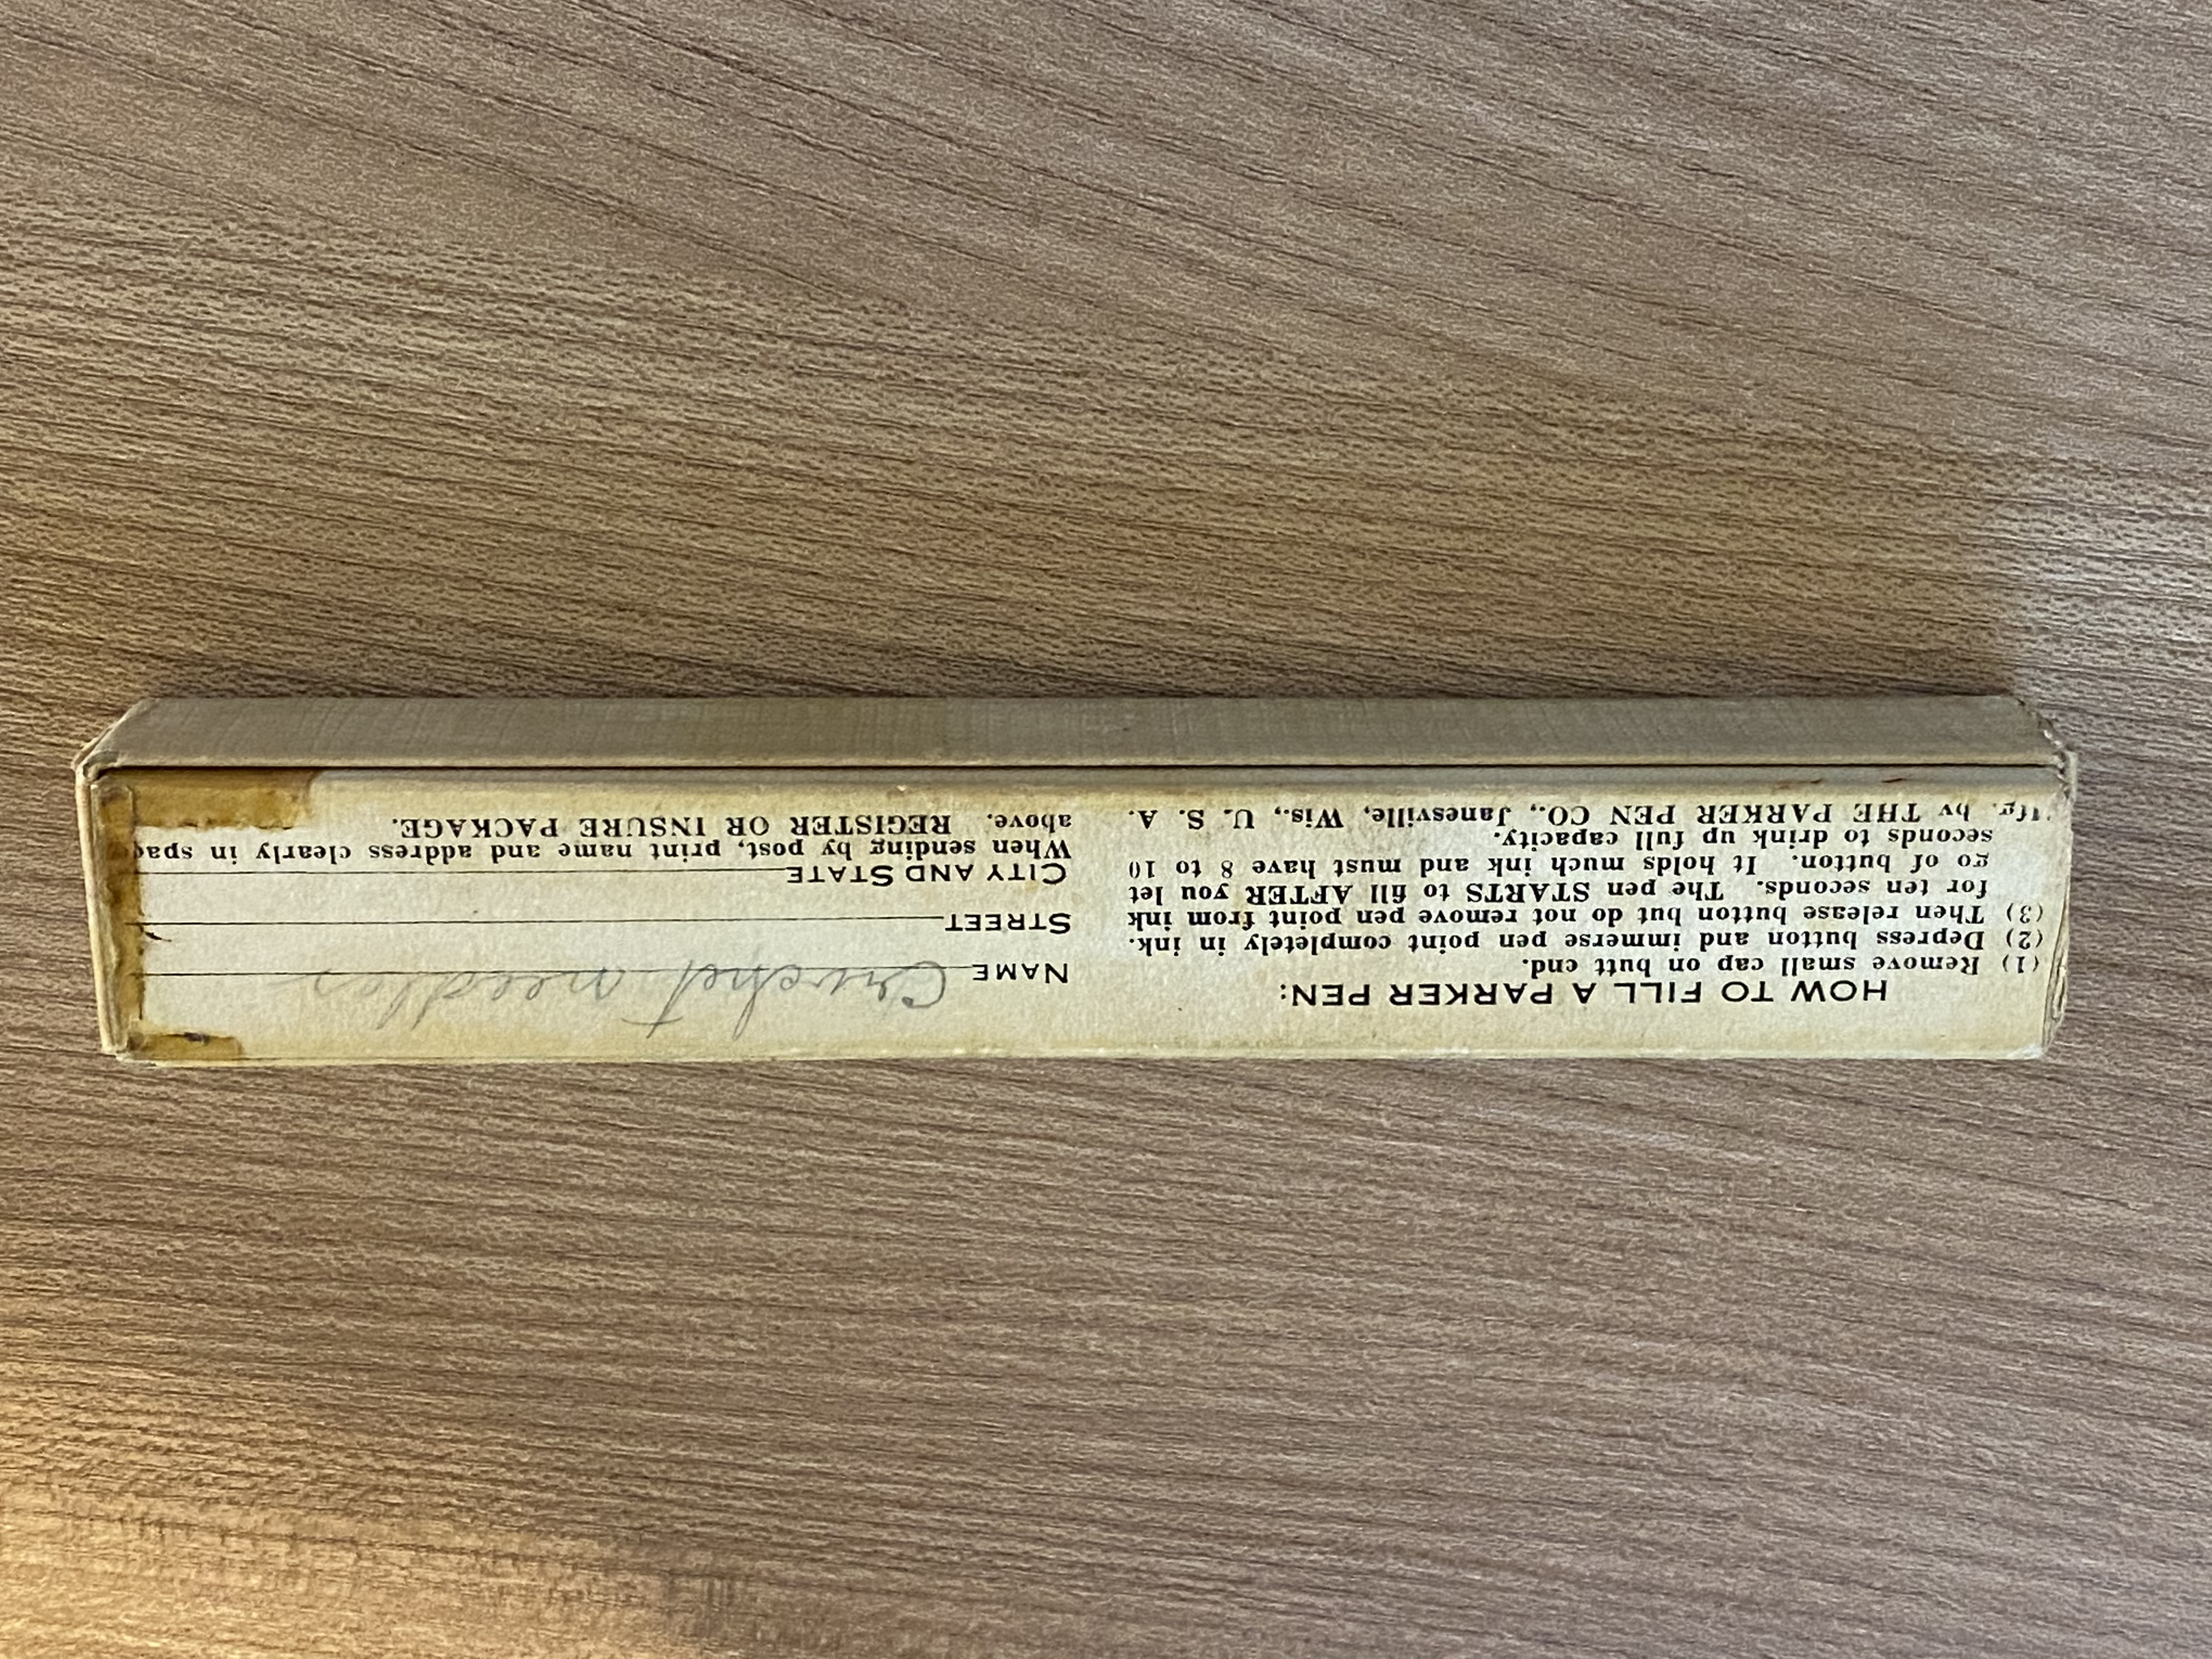 HOW TO FILL A PARKER PEN:
(1) Remove small cap on butt end.
(2) Depress button and immerse pen point completely in ink.
(3) Then release button but do not remove pen point from ink
for ten seconds. The pen STARTS to fill AFTER you let
go of button. It holds much ink and must have 8 to 10
seconds to drink up full capacity.
Mfg. by THE PARKER PEN CO., Janesville, Wis., U. S. A.
NAME Crochet needles
STREET
CITY AND STATE
When sending by post, print name and address clearly in space
above. REGISTER OR INSURE PACKAGE.